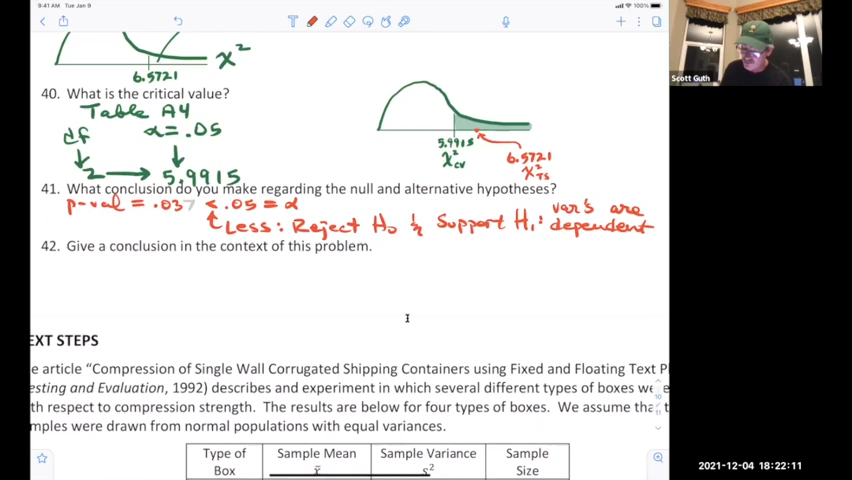 9:41 AM Tue Jan 9
100%
Scott Guth
6.5721
X²
40. What is the critical value?
Table A4
df α = .05
2 → 5.9915
5.9915
X²cv
6.5721
X²TS
41. What conclusion do you make regarding the null and alternative hypotheses?
p-val = .037 < .05 = α
Less: Reject H₀ & Support H₁: var's are dependent
42. Give a conclusion in the context of this problem.
EXT STEPS
e article “Compression of Single Wall Corrugated Shipping Containers using Fixed and Floating Text Pl
esting and Evaluation, 1992) describes and experiment in which several different types of boxes we e
th respect to compression strength. The results are below for four types of boxes. We assume tha t
mples were drawn from normal populations with equal variances.
Type of Box Sample Mean x̄ Sample Variance s² Sample Size
2021-12-04 18:22:11